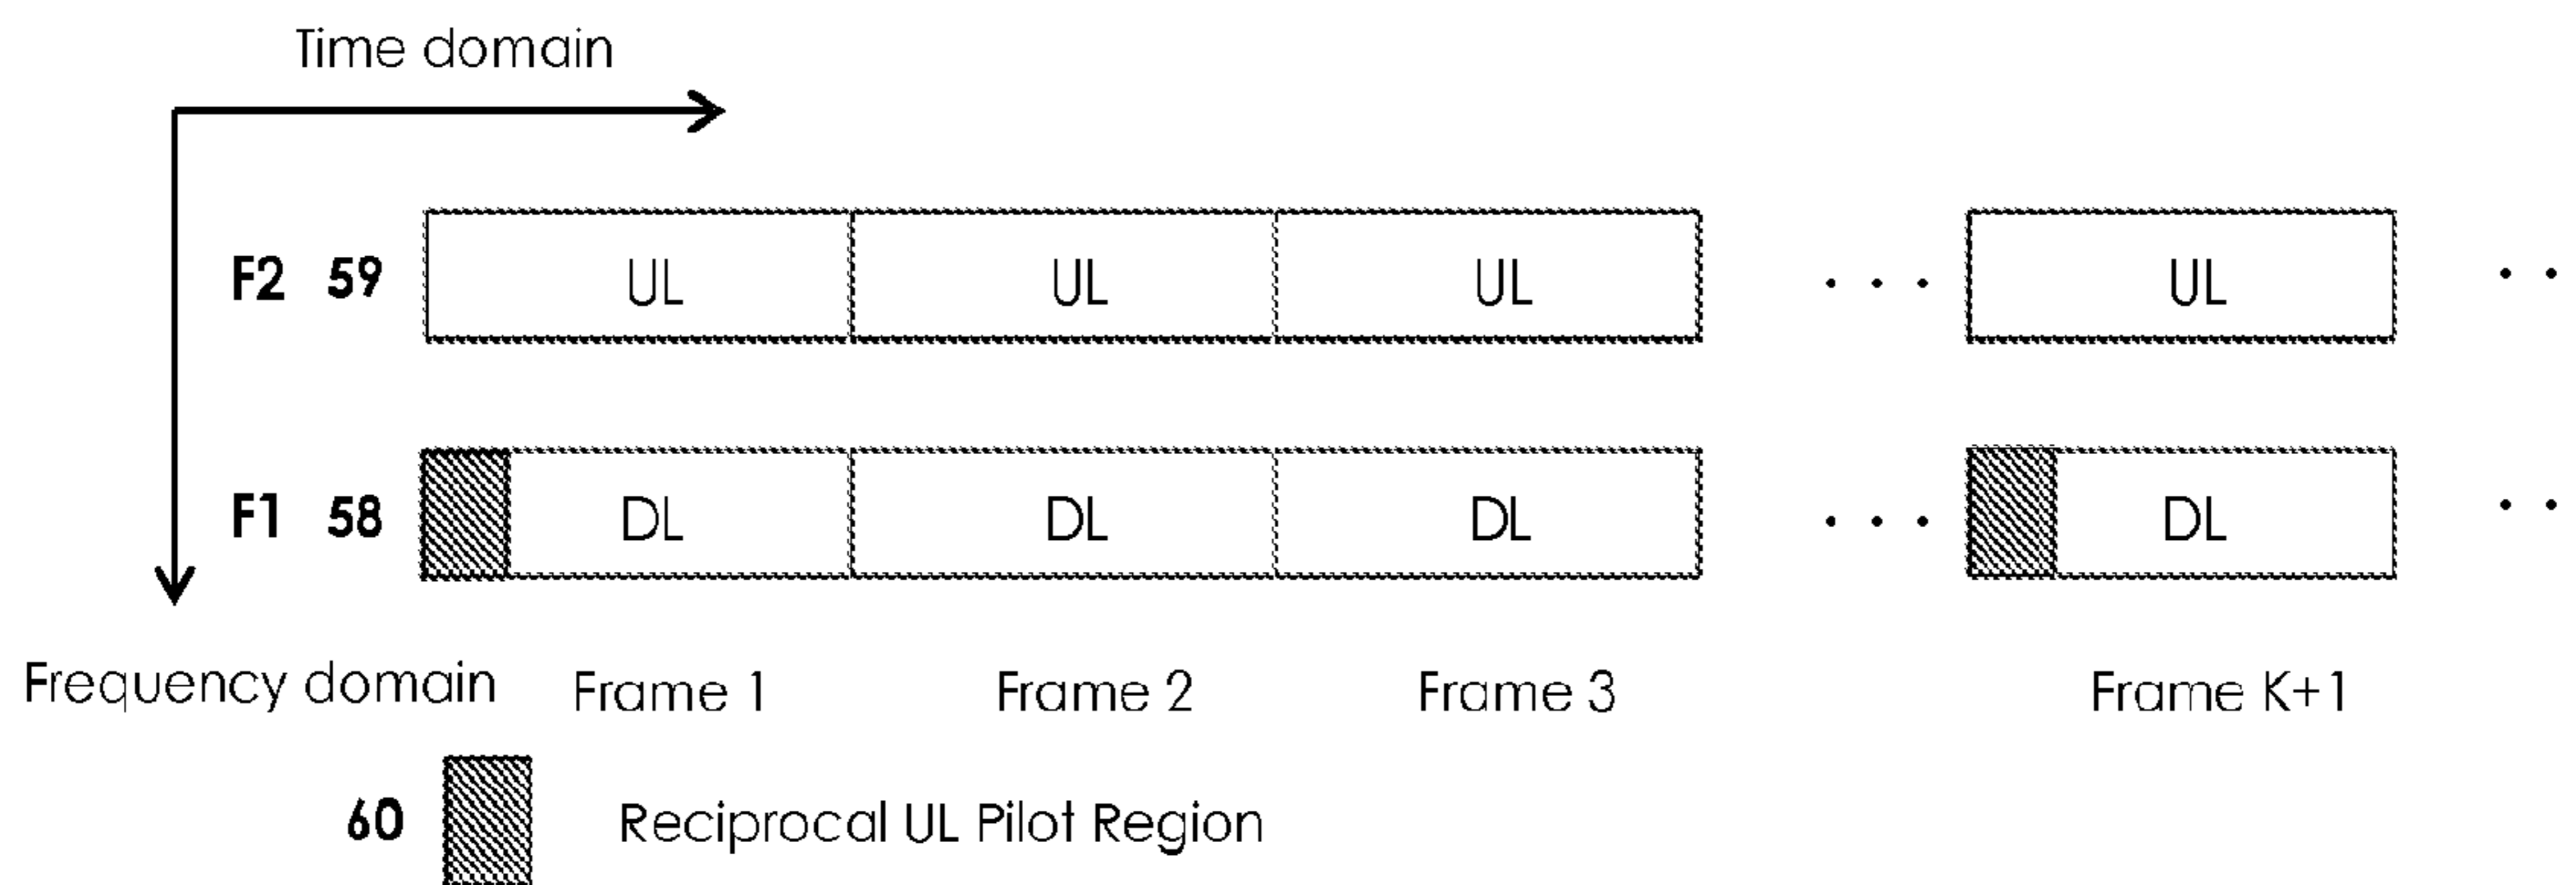 Time domain
F2 59 UL UL UL . . . UL . .
F1 58 DL DL DL . . . DL . .
Frequency domain Frame 1 Frame 2 Frame 3 Frame K+1
60 Reciprocal UL Pilot Region